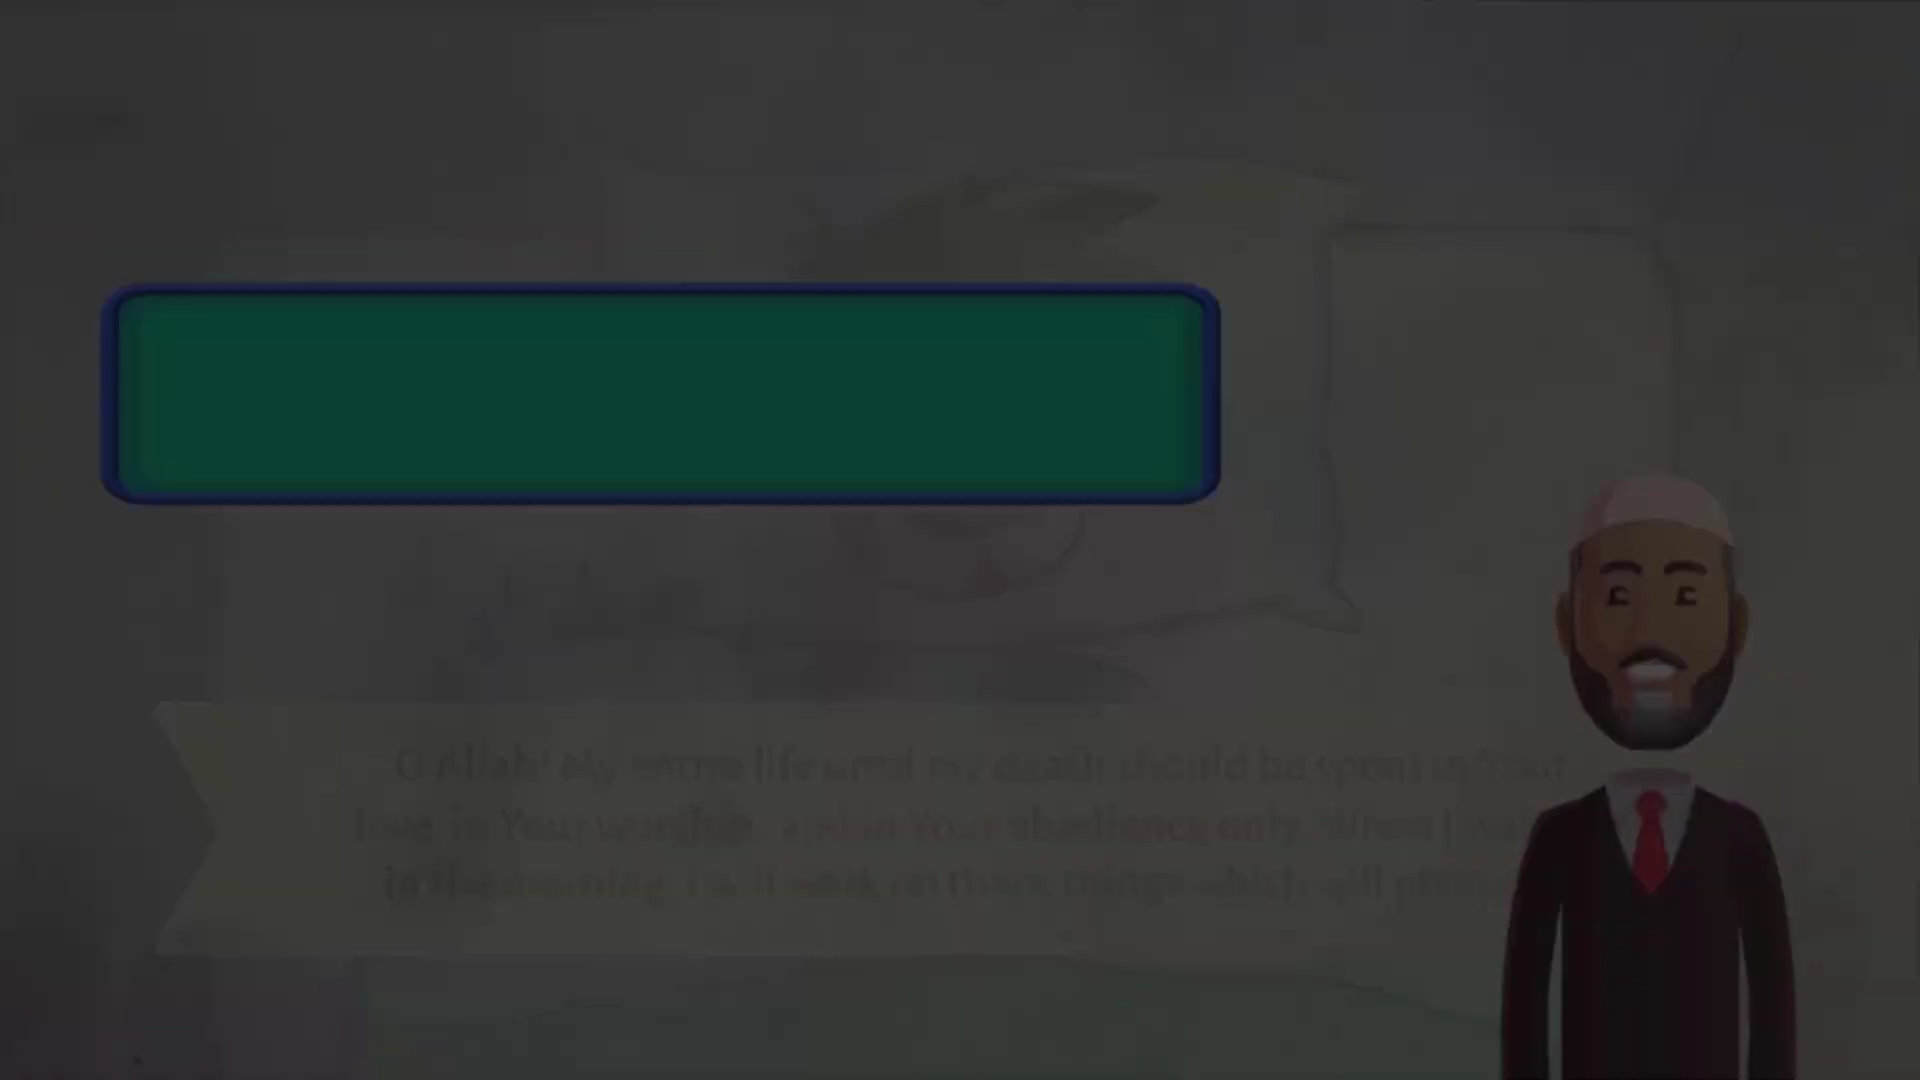 O Allah! My entire life until my death should be spent in Your
love, in Your worship, and in Your obedience only. When I
in the morning, I will work on those things which will